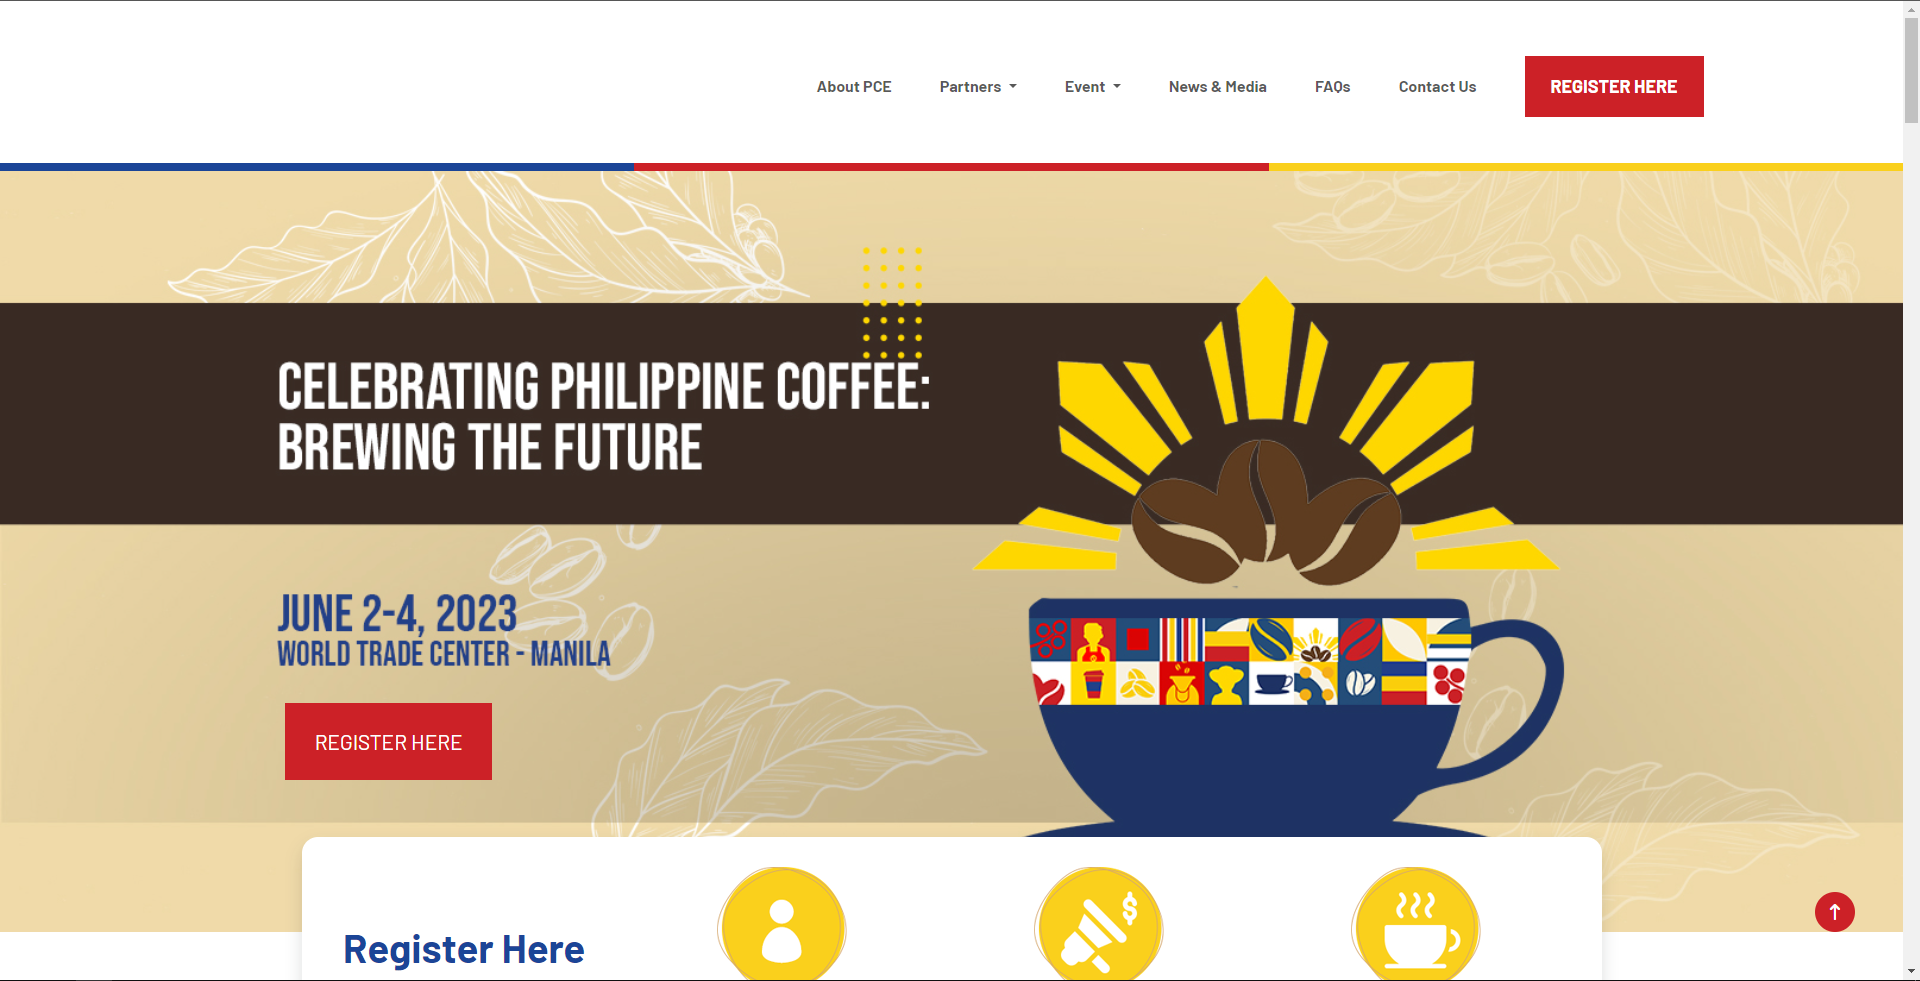 About PCE
Partners
Event
News & Media
FAQs
Contact Us
REGISTER HERE
CELEBRATING PHILIPPINE COFFEE:
BREWING THE FUTURE
JUNE 2-4, 2023
WORLD TRADE CENTER - MANILA
REGISTER HERE
Register Here
$